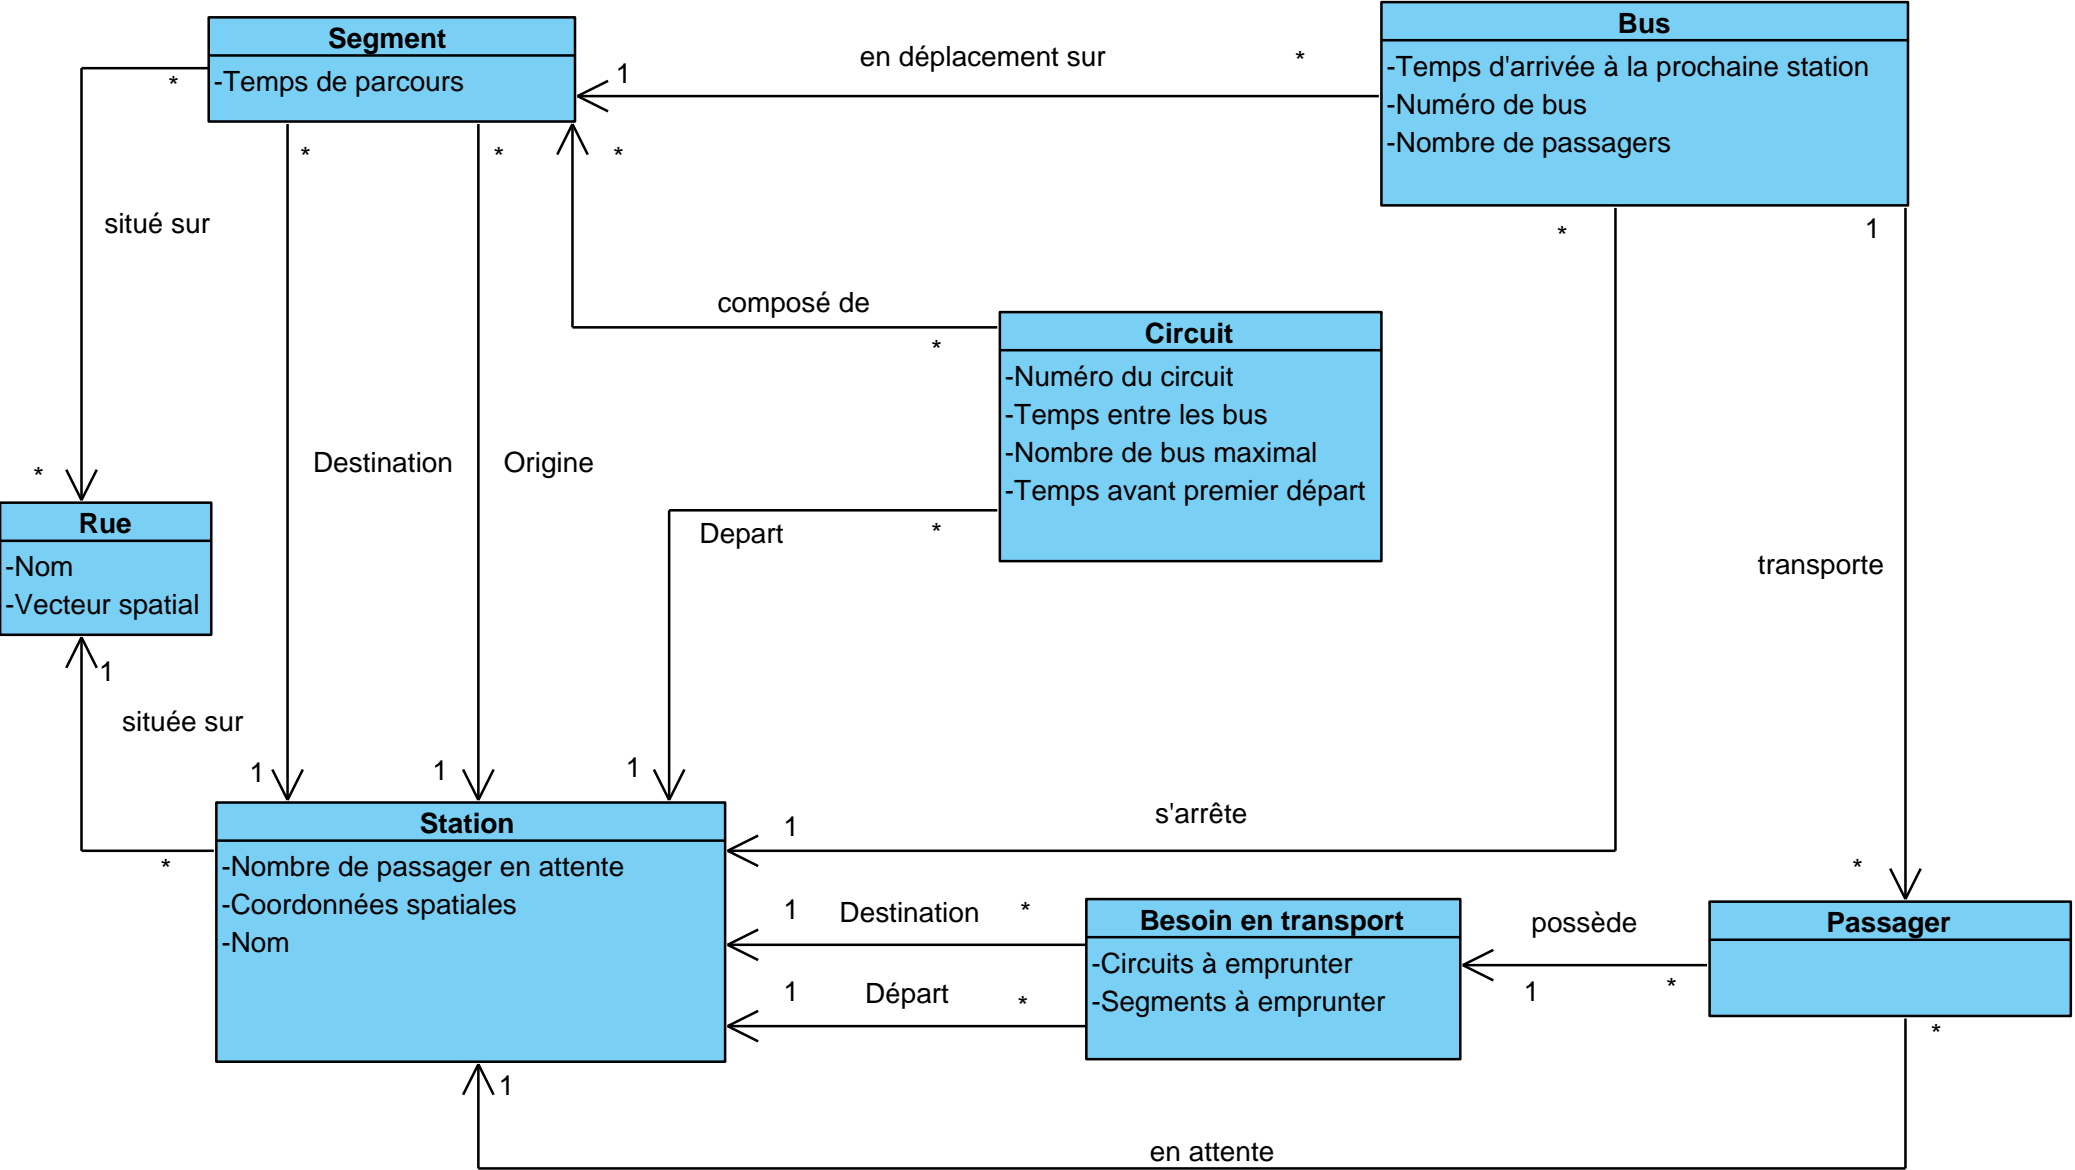 Segment
-Temps de parcours
*
1
en déplacement sur
*
Bus
-Temps d'arrivée à la prochaine station
-Numéro de bus
-Nombre de passagers
*
*
*
situé sur
*
1
composé de
*
Circuit
-Numéro du circuit
-Temps entre les bus
-Nombre de bus maximal
-Temps avant premier départ
Destination
Origine
*
Rue
-Nom
-Vecteur spatial
Depart
*
transporte
1
située sur
1
1
1
*
Station
-Nombre de passager en attente
-Coordonnées spatiales
-Nom
1
s'arrête
*
1
Destination
*
Besoin en transport
-Circuits à emprunter
-Segments à emprunter
possède
1
*
Passager
1
Départ
*
*
1
en attente